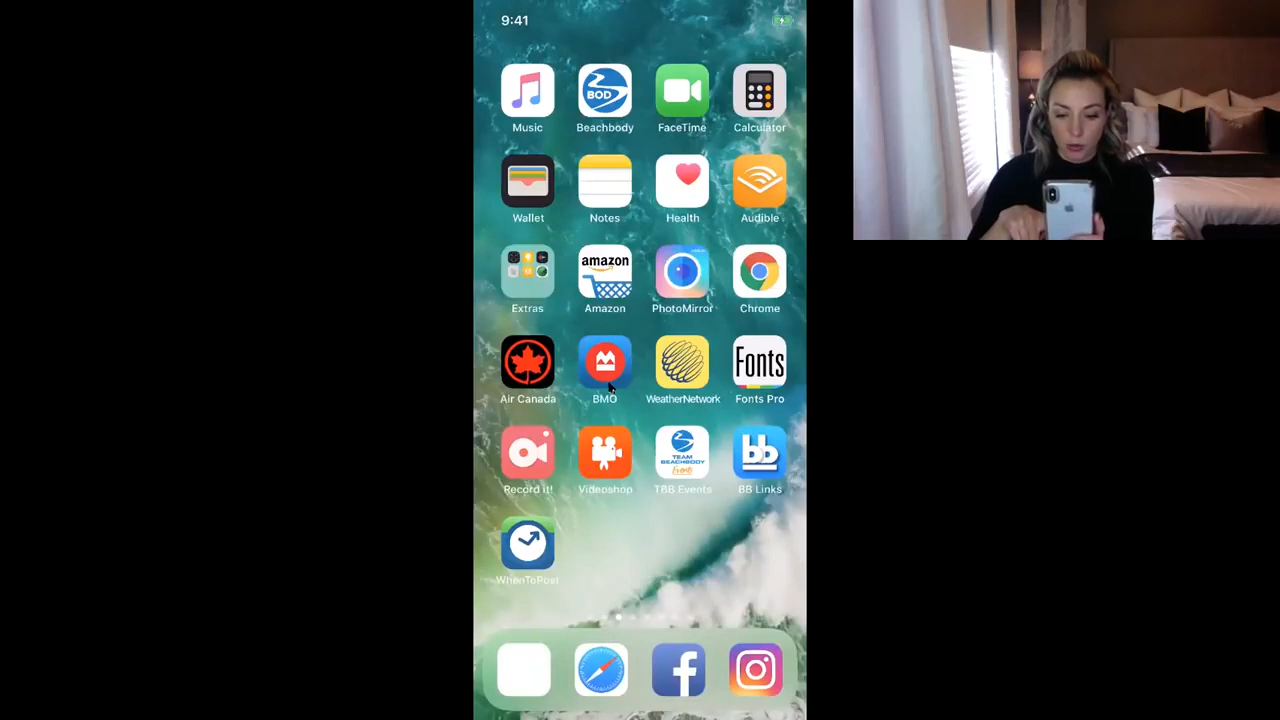 9:41
BOD
Music Beachbody FaceTime Calculator
Wallet Notes Health Audible
amazon
Extras Amazon PhotoMirror Chrome
Fonts
Air Canada BMO WeatherNetwork Fonts Pro
TEAM
BEACHBODY
Events
bb
Record it! Videoshop TBB Events BB Links
WhenToPost
f